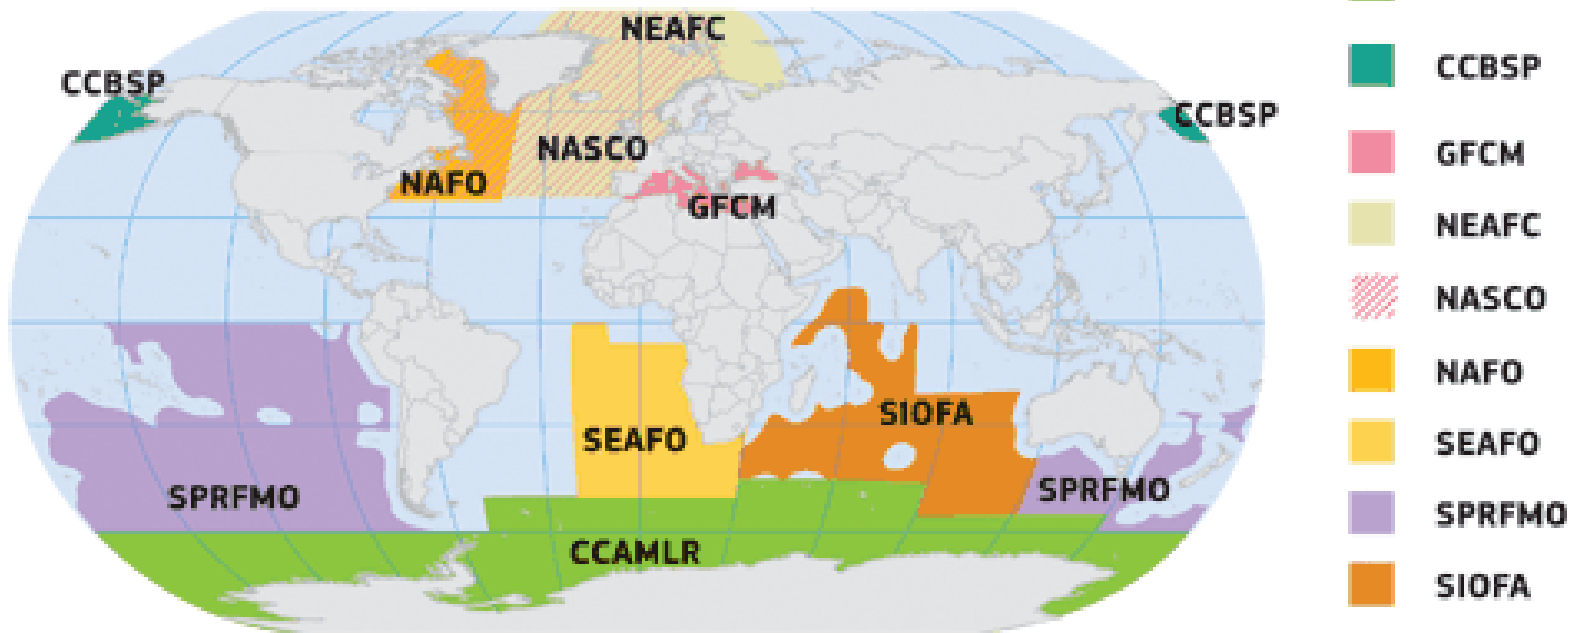 NEAFC
CCBSP
CCBSP
NASCO
NAFO
GFCM
SIOFA
SEAFO
SPRFMO
SPRFMO
CCAMLR
CCBSP
GFCM
NEAFC
NASCO
NAFO
SEAFO
SPRFMO
SIOFA